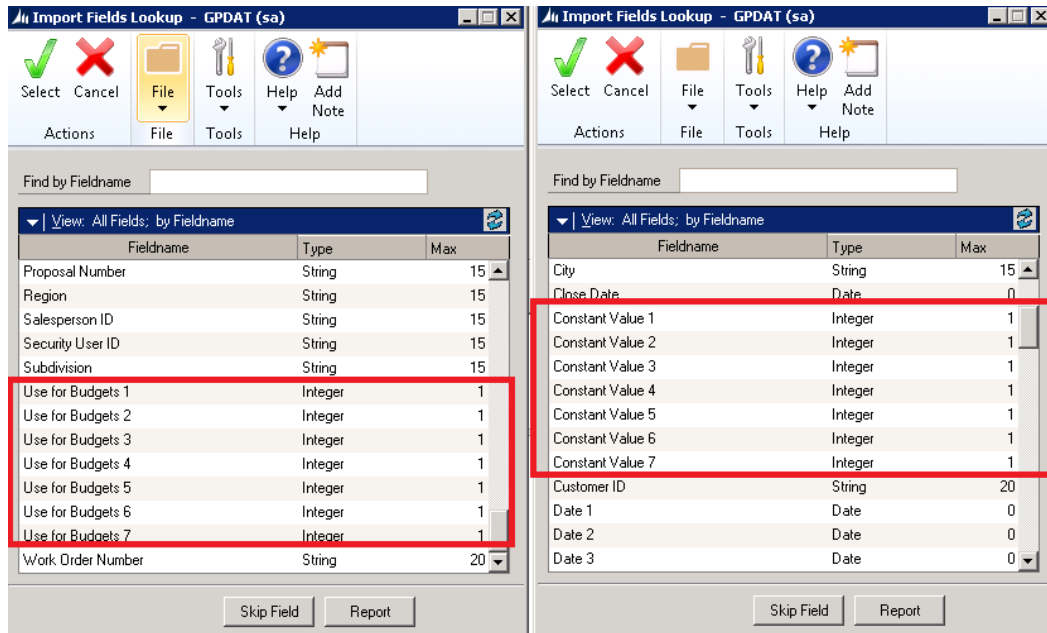 Import Fields Lookup - GPDAT (sa)
Select Cancel File Tools Help Add Note
Actions File Tools Help
Find by Fieldname
View: All Fields; by Fieldname
Fieldname Type Max
Proposal Number String 15
Region String 15
Salesperson ID String 15
Security User ID String 15
Subdivision String 15
Use for Budgets 1 Integer 1
Use for Budgets 2 Integer 1
Use for Budgets 3 Integer 1
Use for Budgets 4 Integer 1
Use for Budgets 5 Integer 1
Use for Budgets 6 Integer 1
Use for Budgets 7 Integer 1
Work Order Number String 20
Skip Field Report
Import Fields Lookup - GPDAT (sa)
Select Cancel File Tools Help Add Note
Actions File Tools Help
Find by Fieldname
View: All Fields; by Fieldname
Fieldname Type Max
City String 15
Close Date Date 0
Constant Value 1 Integer 1
Constant Value 2 Integer 1
Constant Value 3 Integer 1
Constant Value 4 Integer 1
Constant Value 5 Integer 1
Constant Value 6 Integer 1
Constant Value 7 Integer 1
Customer ID String 20
Date 1 Date 0
Date 2 Date 0
Date 3 Date 0
Skip Field Report